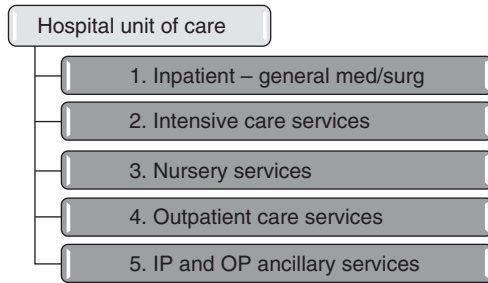 Hospital unit of care
1. Inpatient – general med/surg
2. Intensive care services
3. Nursery services
4. Outpatient care services
5. IP and OP ancillary services